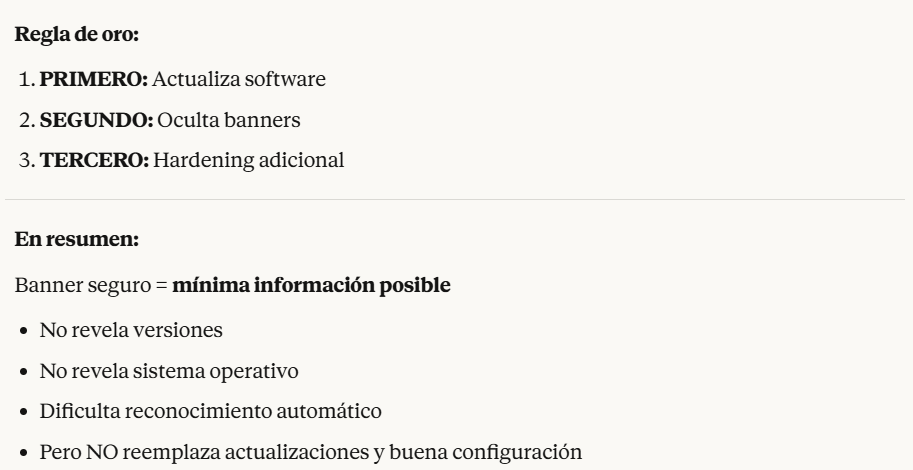 Regla de oro:
1. PRIMERO: Actualiza software
2. SEGUNDO: Oculta banners
3. TERCERO: Hardening adicional
En resumen:
Banner seguro = mínima información posible
• No revela versiones
• No revela sistema operativo
• Dificulta reconocimiento automático
• Pero NO reemplaza actualizaciones y buena configuración